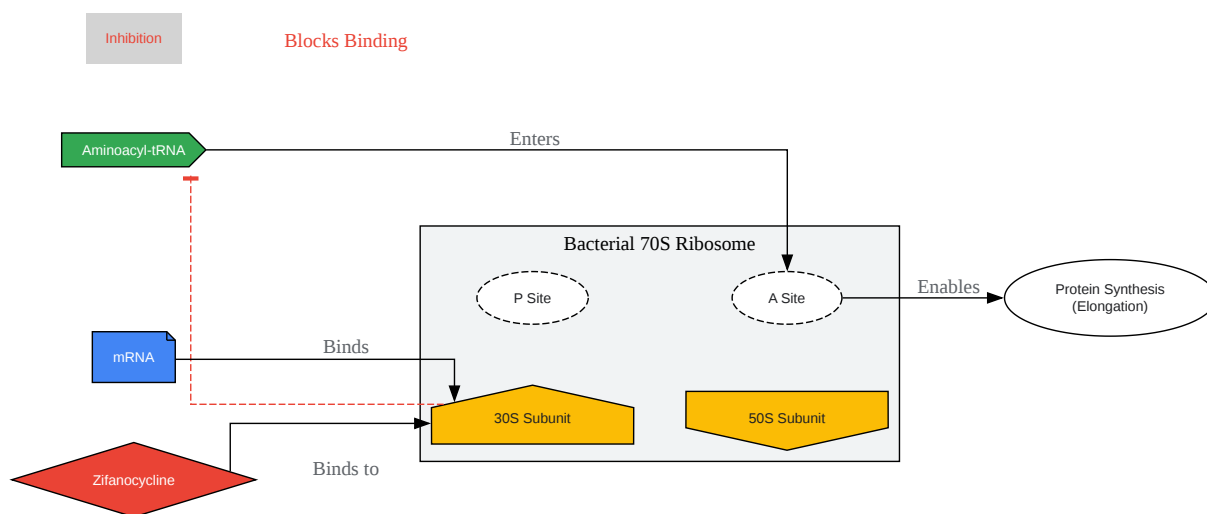 Inhibition
Blocks Binding
Enters
Aminoacyl-tRNA
Bacterial 70S Ribosome
P Site
A Site
Enables
Protein Synthesis
(Elongation)
Binds
mRNA
30S Subunit
50S Subunit
Binds to
Zifanocycline